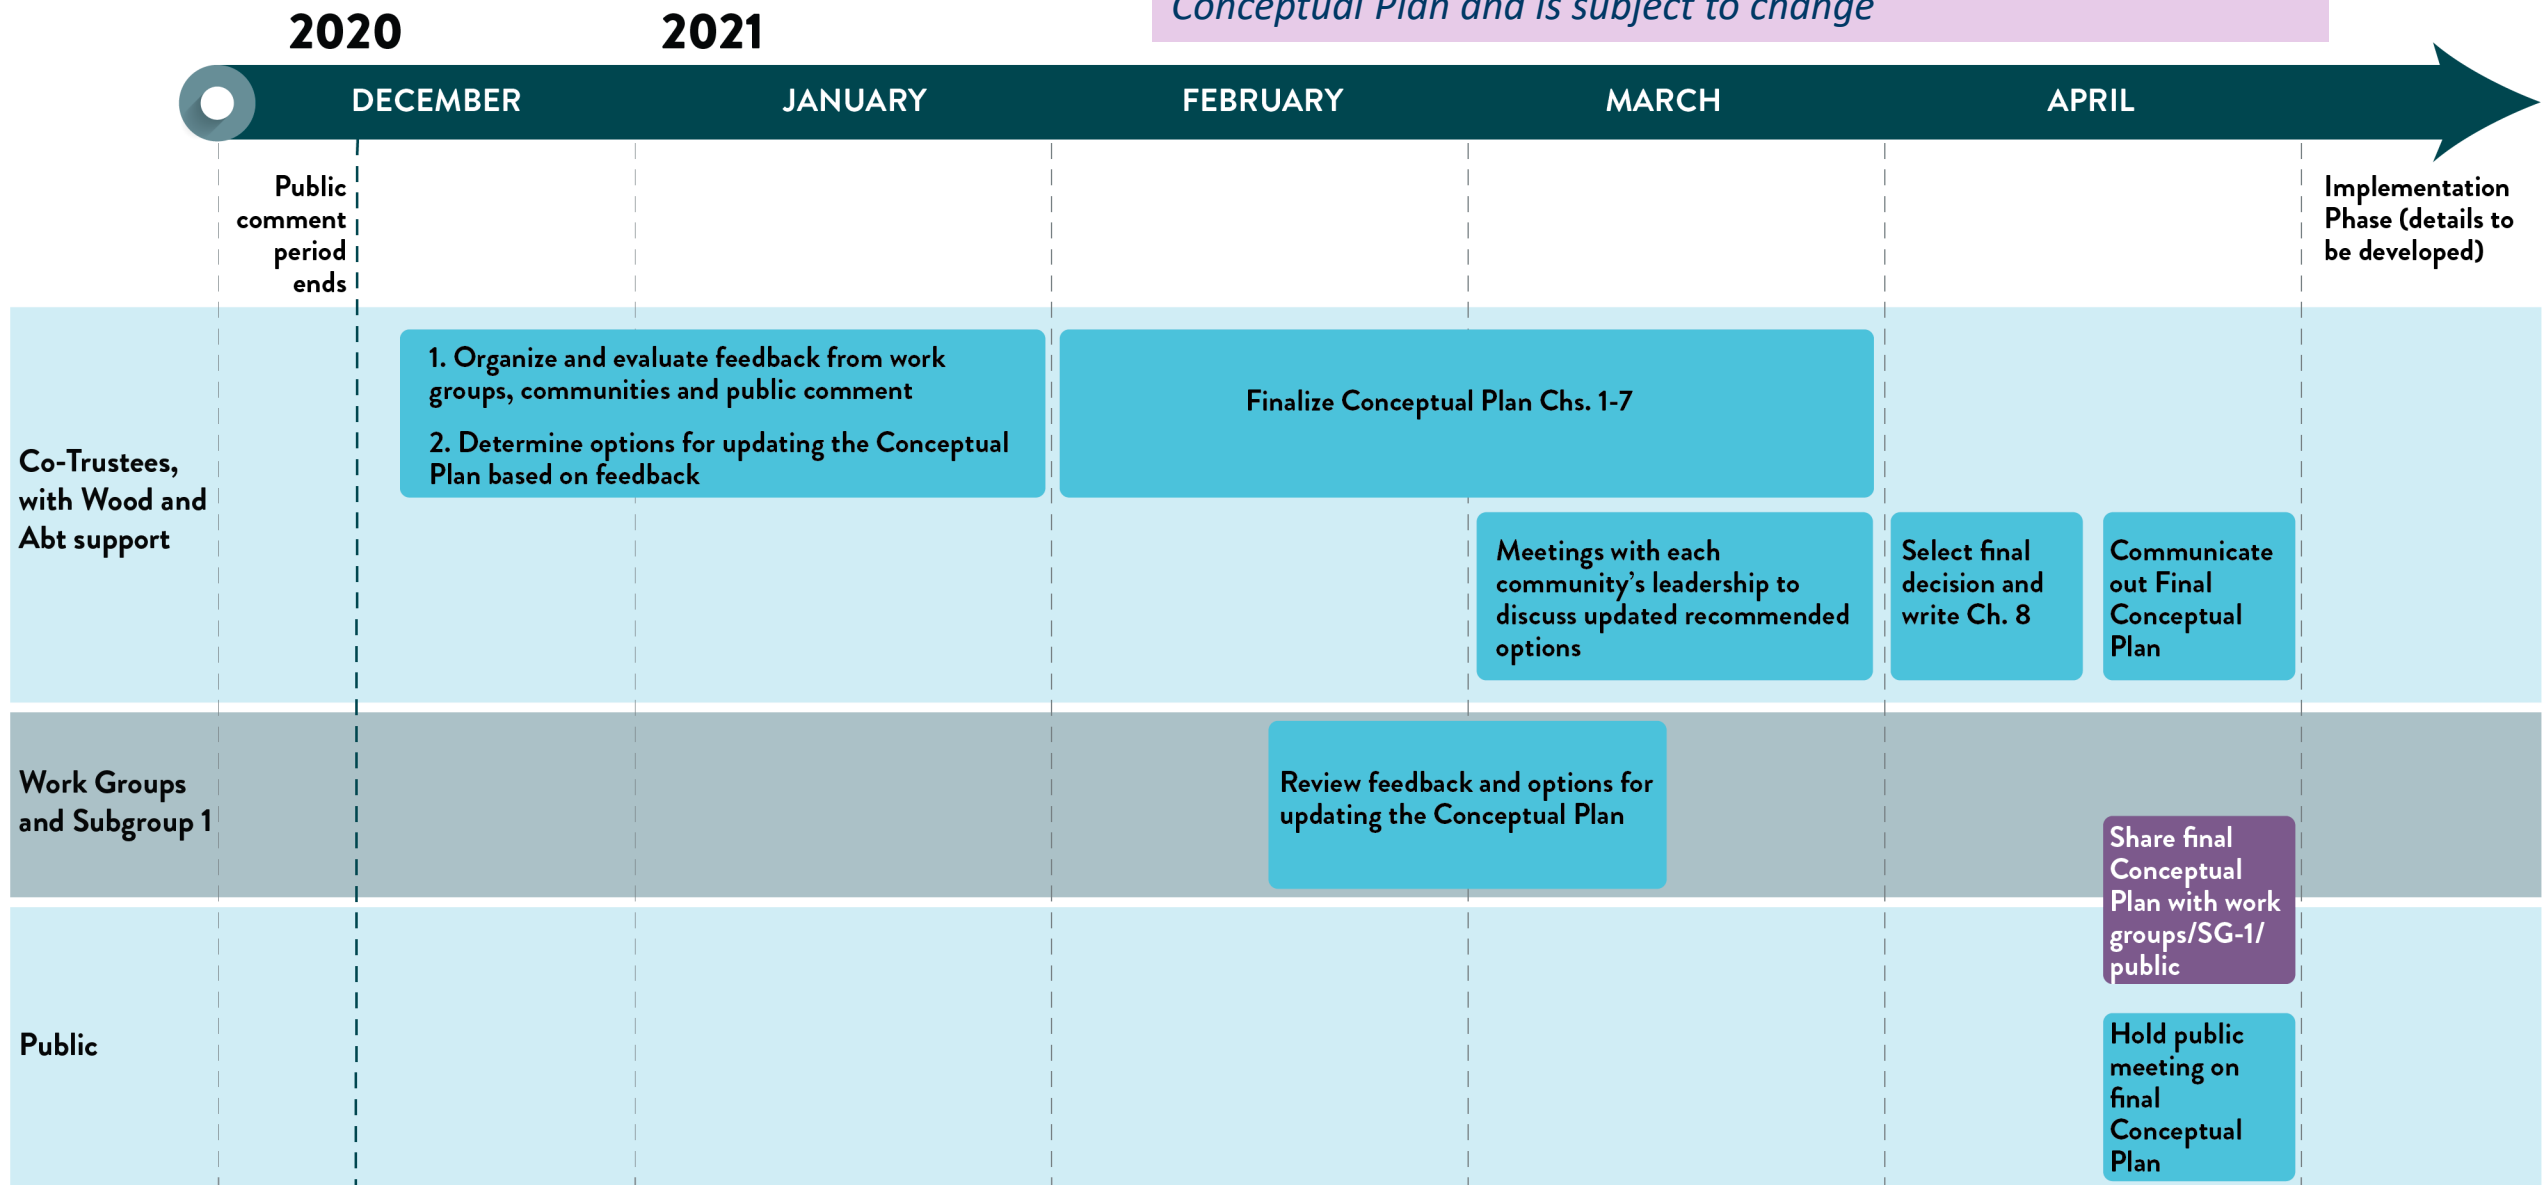 Conceptual Plan and is subject to change
2020
2021
DECEMBER
JANUARY
FEBRUARY
MARCH
APRIL
Public
comment
period
ends
Implementation
Phase (details to
be developed)
Co-Trustees,
with Wood and
Abt support
1. Organize and evaluate feedback from work
groups, communities and public comment
2. Determine options for updating the Conceptual
Plan based on feedback
Finalize Conceptual Plan Chs. 1-7
Meetings with each
community’s leadership to
discuss updated recommended
options
Select final
decision and
write Ch. 8
Communicate
out Final
Conceptual
Plan
Work Groups
and Subgroup 1
Review feedback and options for
updating the Conceptual Plan
Share final
Conceptual
Plan with work
groups/SG-1/
public
Public
Hold public
meeting on
final
Conceptual
Plan